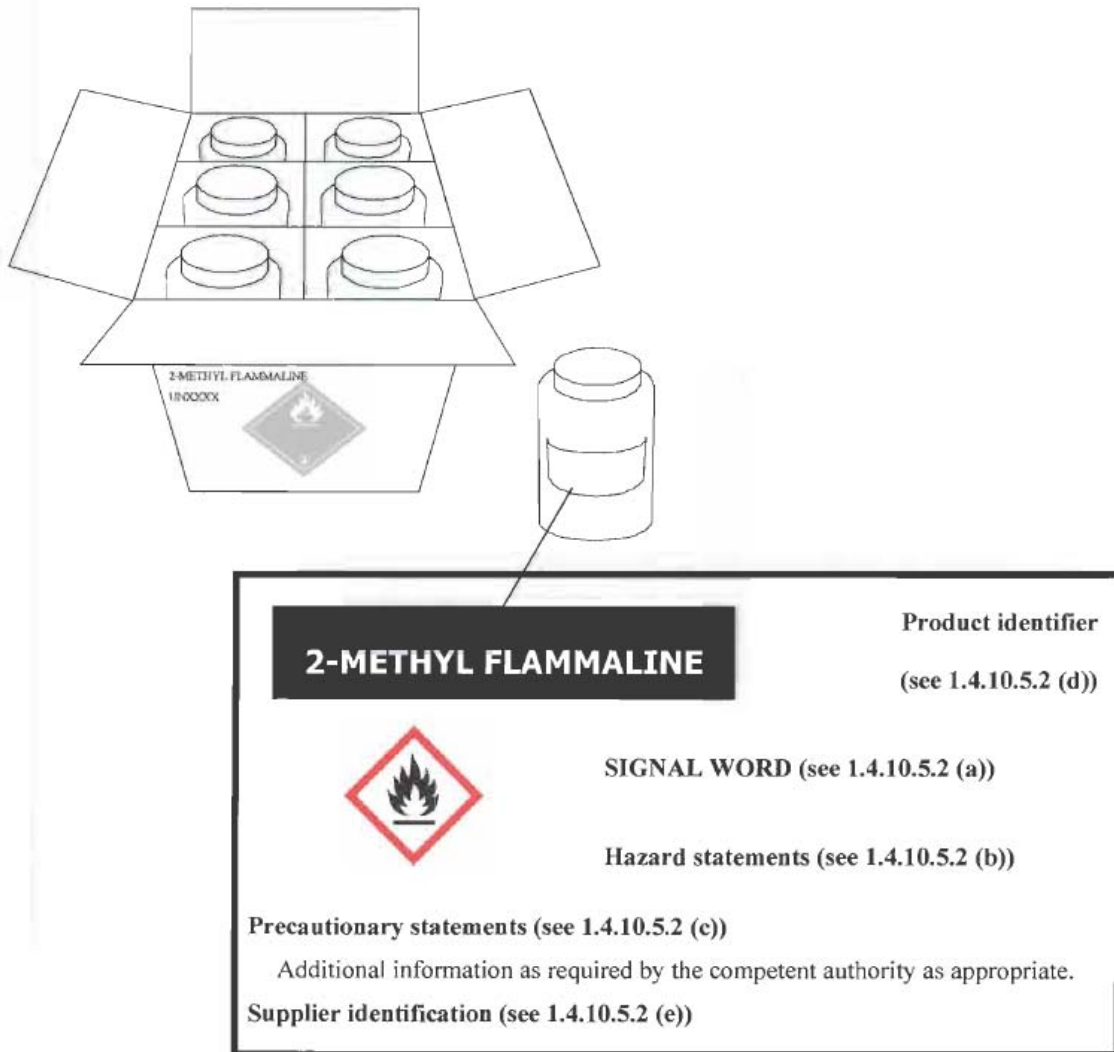 2-METHYL FLAMMALINE
UNXXXX
2-METHYL FLAMMALINE
Product identifier
(see 1.4.10.5.2 (d))
SIGNAL WORD (see 1.4.10.5.2 (a))
Hazard statements (see 1.4.10.5.2 (b))
Precautionary statements (see 1.4.10.5.2 (c))
Additional information as required by the competent authority as appropriate.
Supplier identification (see 1.4.10.5.2 (e))